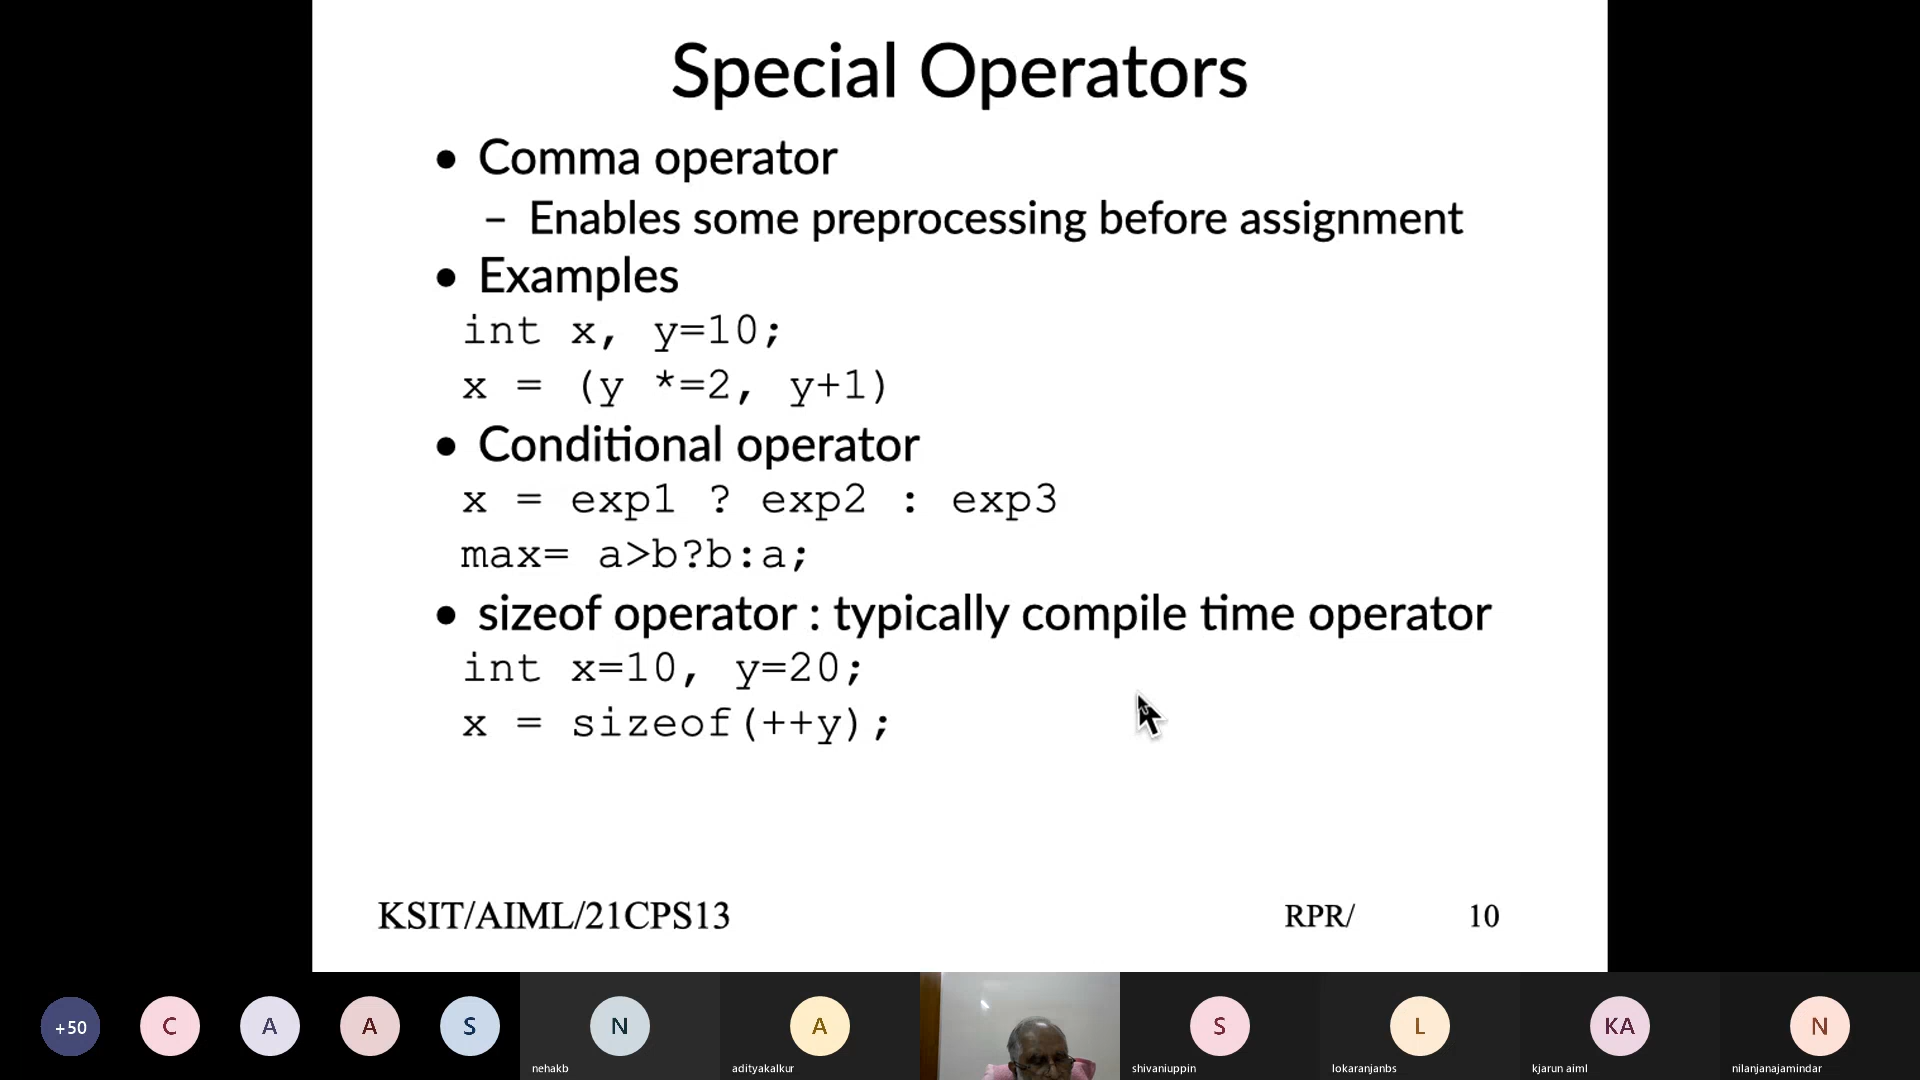 Special Operators
• Comma operator
– Enables some preprocessing before assignment
• Examples
int x, y=10;
x = (y *=2, y+1)
• Conditional operator
x = exp1 ? exp2 : exp3
max= a>b?b:a;
• sizeof operator : typically compile time operator
int x=10, y=20;
x = sizeof(++y);
KSIT/AIML/21CPS13 RPR/ 10
+50 C A A S N A S L KA N
nehakb adityakalkur shivaniuppin lokaranjanbs kjarun aiml nilanjanajamindar